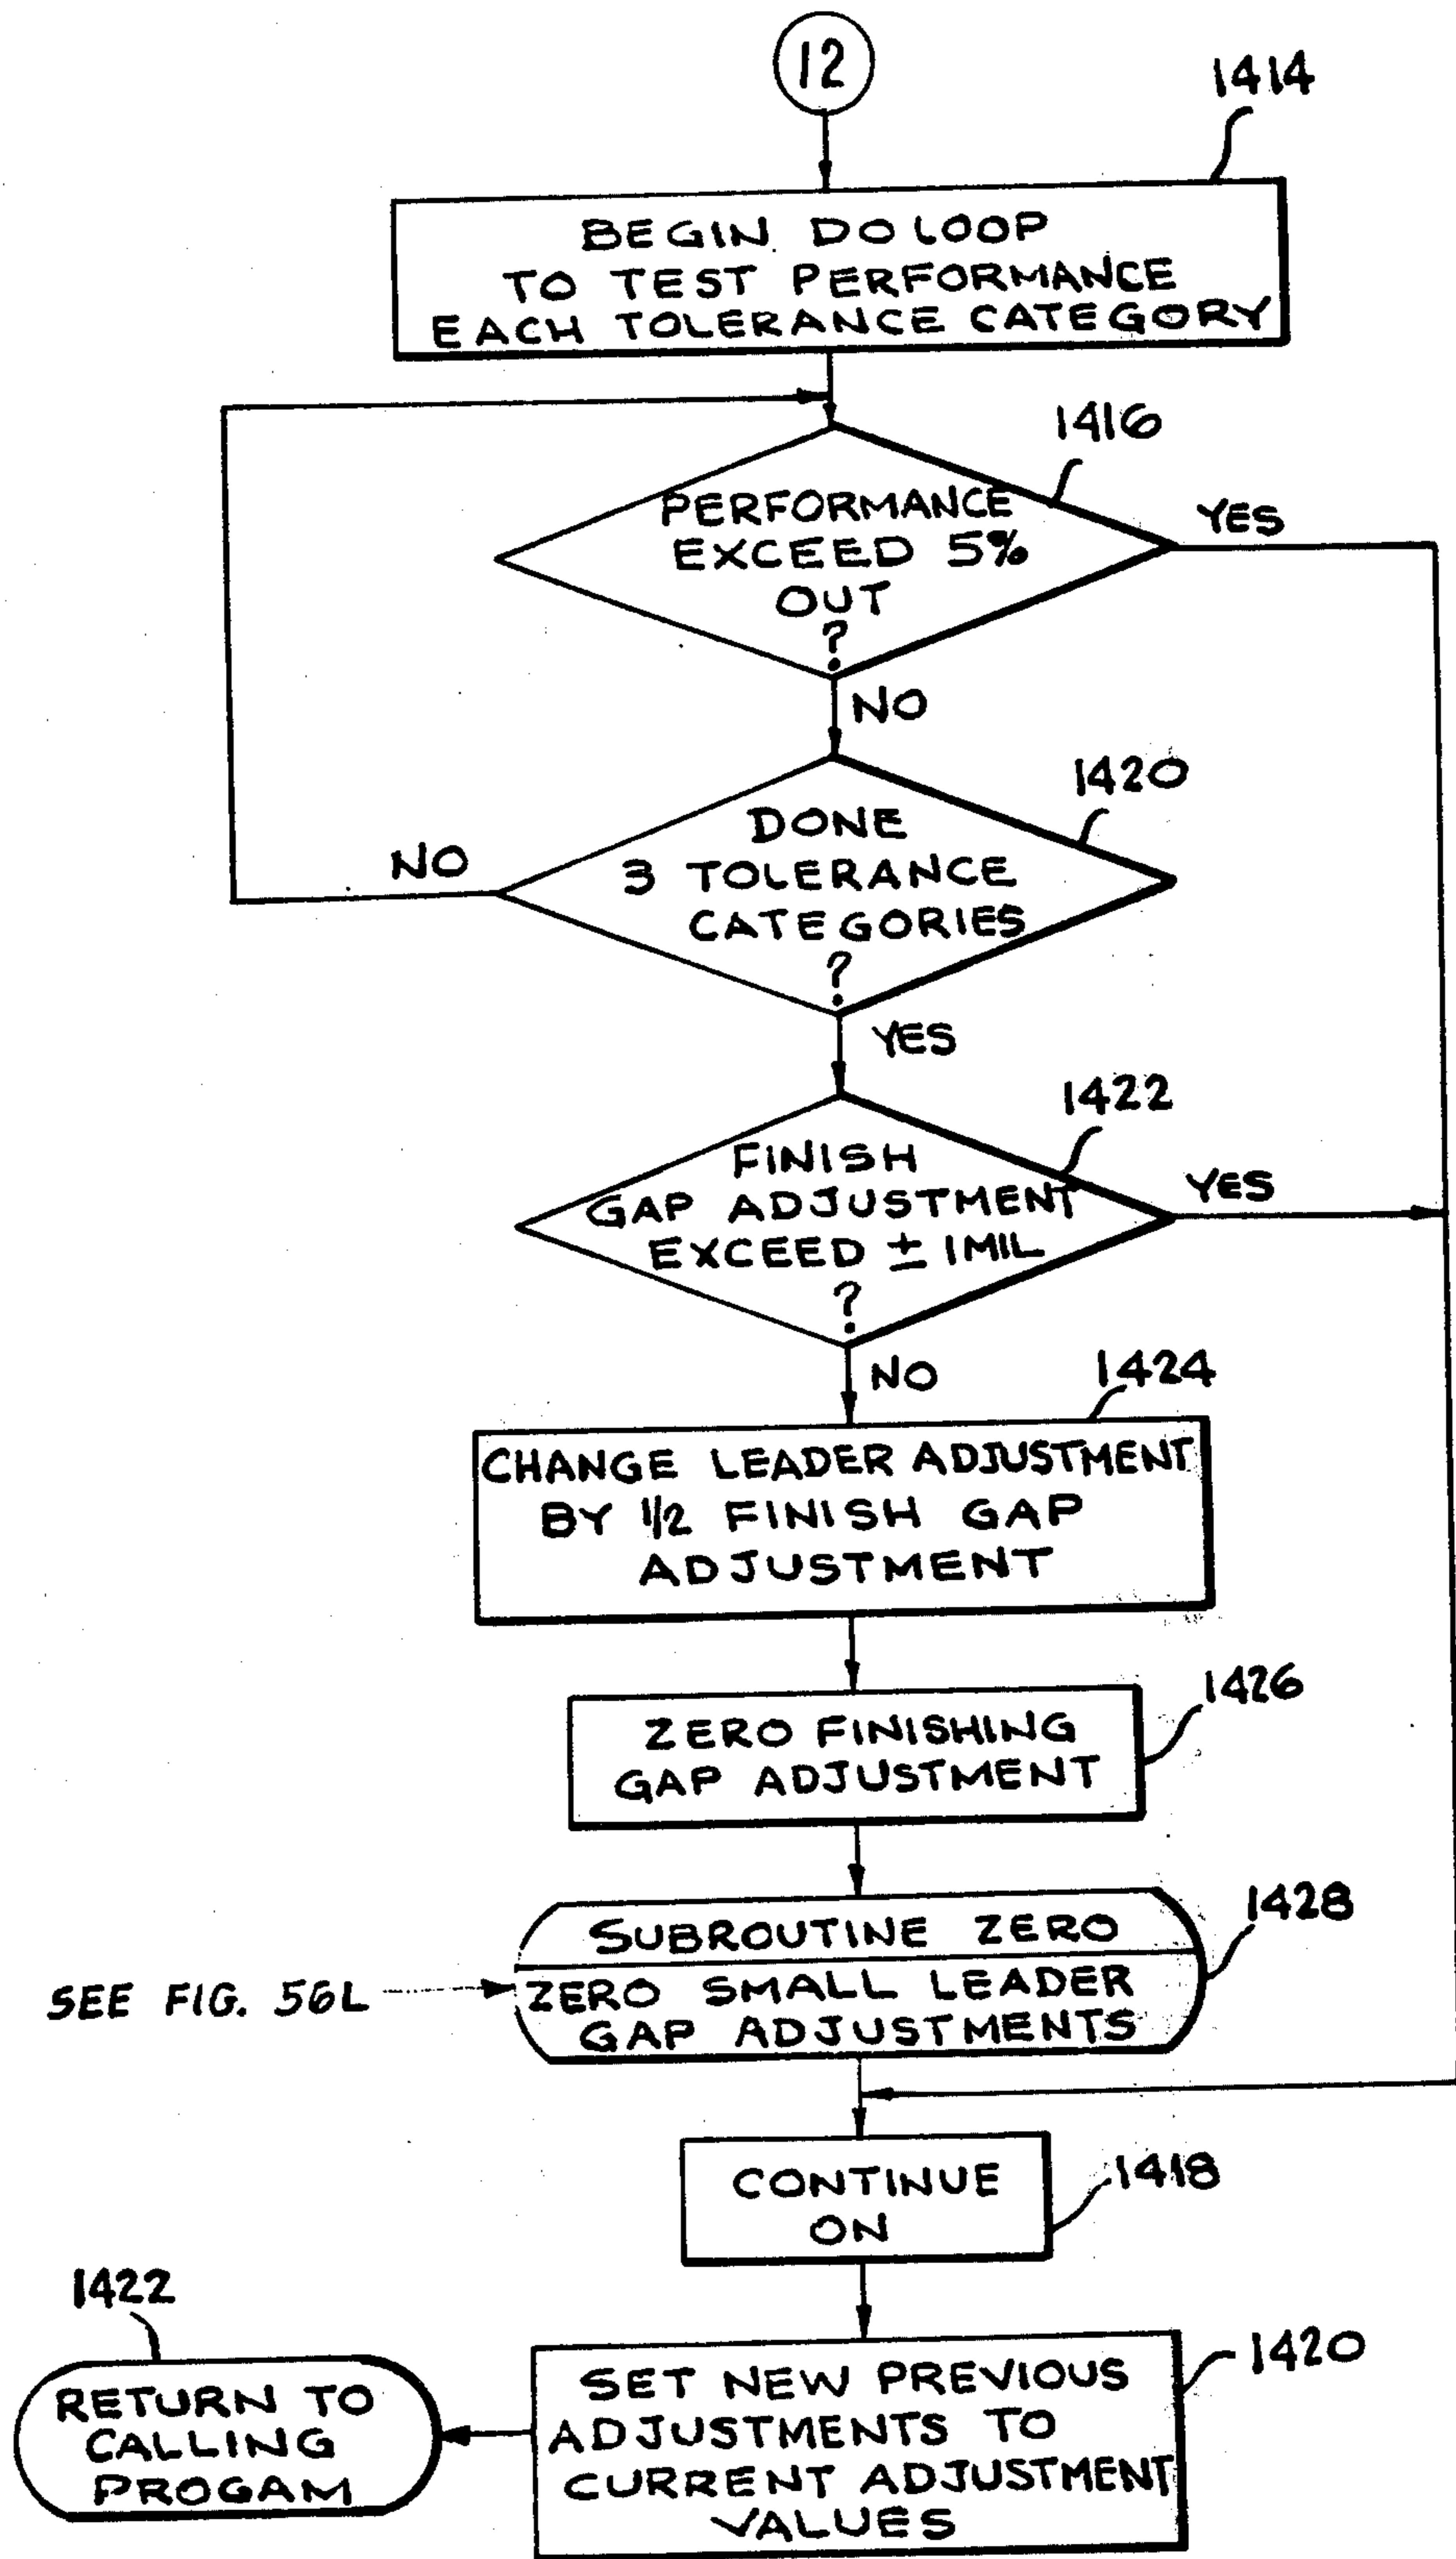 12
1414
BEGIN DO LOOP
TO TEST PERFORMANCE
EACH TOLERANCE CATEGORY
1416
PERFORMANCE
EXCEED 5%
OUT
?
YES
NO
1420
DONE
3 TOLERANCE
CATEGORIES
?
NO
YES
1422
FINISH
GAP ADJUSTMENT
EXCEED ± 1MIL
?
YES
NO
1424
CHANGE LEADER ADJUSTMENT
BY 1/2 FINISH GAP
ADJUSTMENT
1426
ZERO FINISHING
GAP ADJUSTMENT
1428
SUBROUTINE ZERO
SEE FIG. 56L
ZERO SMALL LEADER
GAP ADJUSTMENTS
CONTINUE
ON
1418
1422
RETURN TO
CALLING
PROGAM
1420
SET NEW PREVIOUS
ADJUSTMENTS TO
CURRENT ADJUSTMENT
VALUES